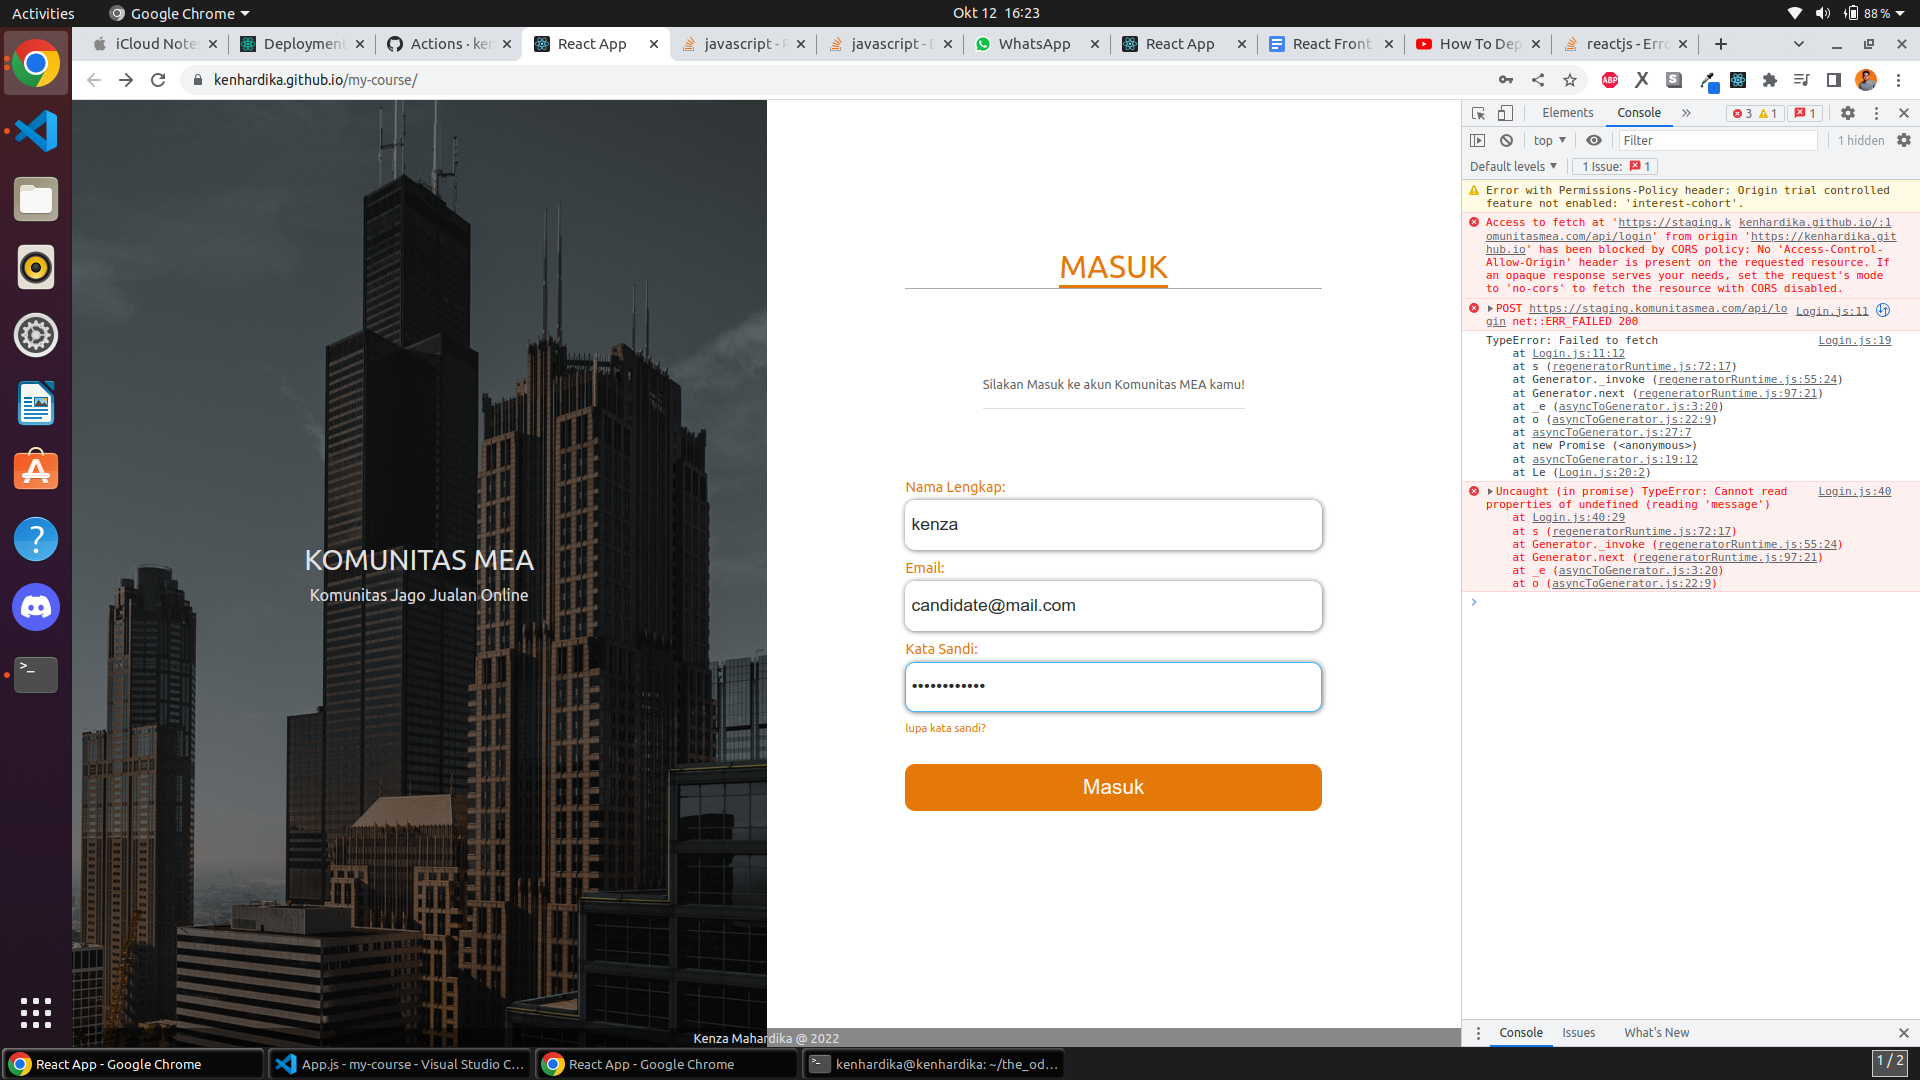 Activities
Google Chrome
Okt 12 16:23
88 %
iCloud Note
Deployment
Actions · ker
React App
javascript -
javascript -
WhatsApp
React App
React Front
How To Dep
reactjs - Erro
kenhardika.github.io/my-course/
ABP
KOMUNITAS MEA
Komunitas Jago Jualan Online
MASUK
Silakan Masuk ke akun Komunitas MEA kamu!
Nama Lengkap:
kenza
Email:
candidate@mail.com
Kata Sandi:
••••••••••••
lupa kata sandi?
Masuk
Kenza Mahardika @ 2022
Elements
Console
3
1
1
top
Filter
1 hidden
Default levels
1 Issue:
1
Error with Permissions-Policy header: Origin trial controlled
feature not enabled: 'interest-cohort'.
Access to fetch at 'https://staging.k kenhardika.github.io/:1
omunitasmea.com/api/login' from origin 'https://kenhardika.git
hub.io' has been blocked by CORS policy: No 'Access-Control-
Allow-Origin' header is present on the requested resource. If
an opaque response serves your needs, set the request's mode
to 'no-cors' to fetch the resource with CORS disabled.
POST https://staging.komunitasmea.com/api/lo Login.js:11
gin net::ERR_FAILED 200
TypeError: Failed to fetch Login.js:19
at Login.js:11:12
at s (regeneratorRuntime.js:72:17)
at Generator._invoke (regeneratorRuntime.js:55:24)
at Generator.next (regeneratorRuntime.js:97:21)
at _e (asyncToGenerator.js:3:20)
at o (asyncToGenerator.js:22:9)
at asyncToGenerator.js:27:7
at new Promise (<anonymous>)
at asyncToGenerator.js:19:12
at Le (Login.js:20:2)
Uncaught (in promise) TypeError: Cannot read Login.js:40
properties of undefined (reading 'message')
at Login.js:40:29
at s (regeneratorRuntime.js:72:17)
at Generator._invoke (regeneratorRuntime.js:55:24)
at Generator.next (regeneratorRuntime.js:97:21)
at _e (asyncToGenerator.js:3:20)
at o (asyncToGenerator.js:22:9)
Console
Issues
What's New
React App - Google Chrome
App.js - my-course - Visual Studio C...
React App - Google Chrome
kenhardika@kenhardika: ~/the_od...
1 / 2